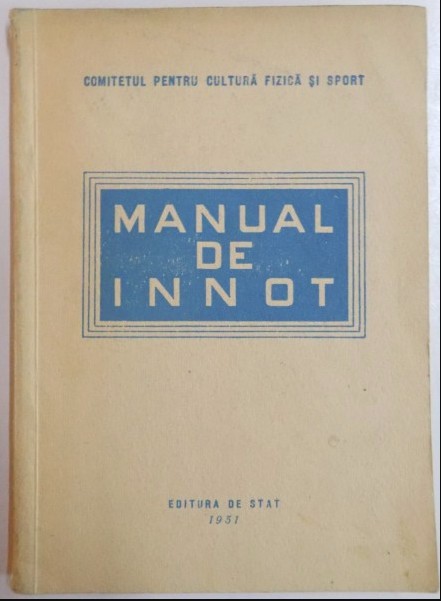 COMITETUL PENTRU CULTURĂ FIZICĂ ŞI SPORT
MANUAL
DE
INNOT
EDITURA DE STAT
1951